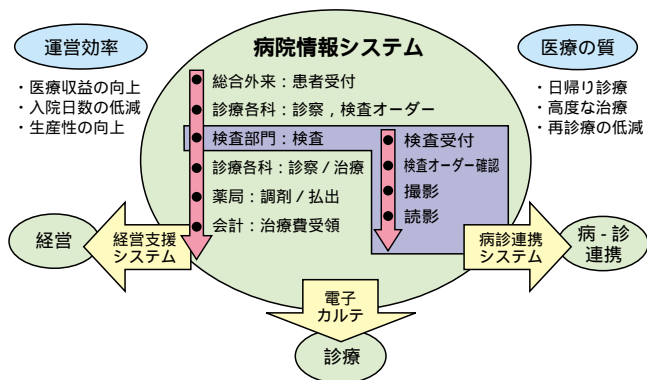 運営効率
・医療収益の向上
・入院日数の低減
・生産性の向上
病院情報システム
医療の質
・日帰り診療
・高度な治療
・再診療の低減
総合外来：患者受付
診療各科：診察，検査オーダー
検査部門：検査
診療各科：診察 / 治療
薬局：調剤 / 払出
会計：治療費受領
検査受付
検査オーダー確認
撮影
読影
経営
経営支援
システム
病診連携
システム
病 - 診
連携
電子
カルテ
診療